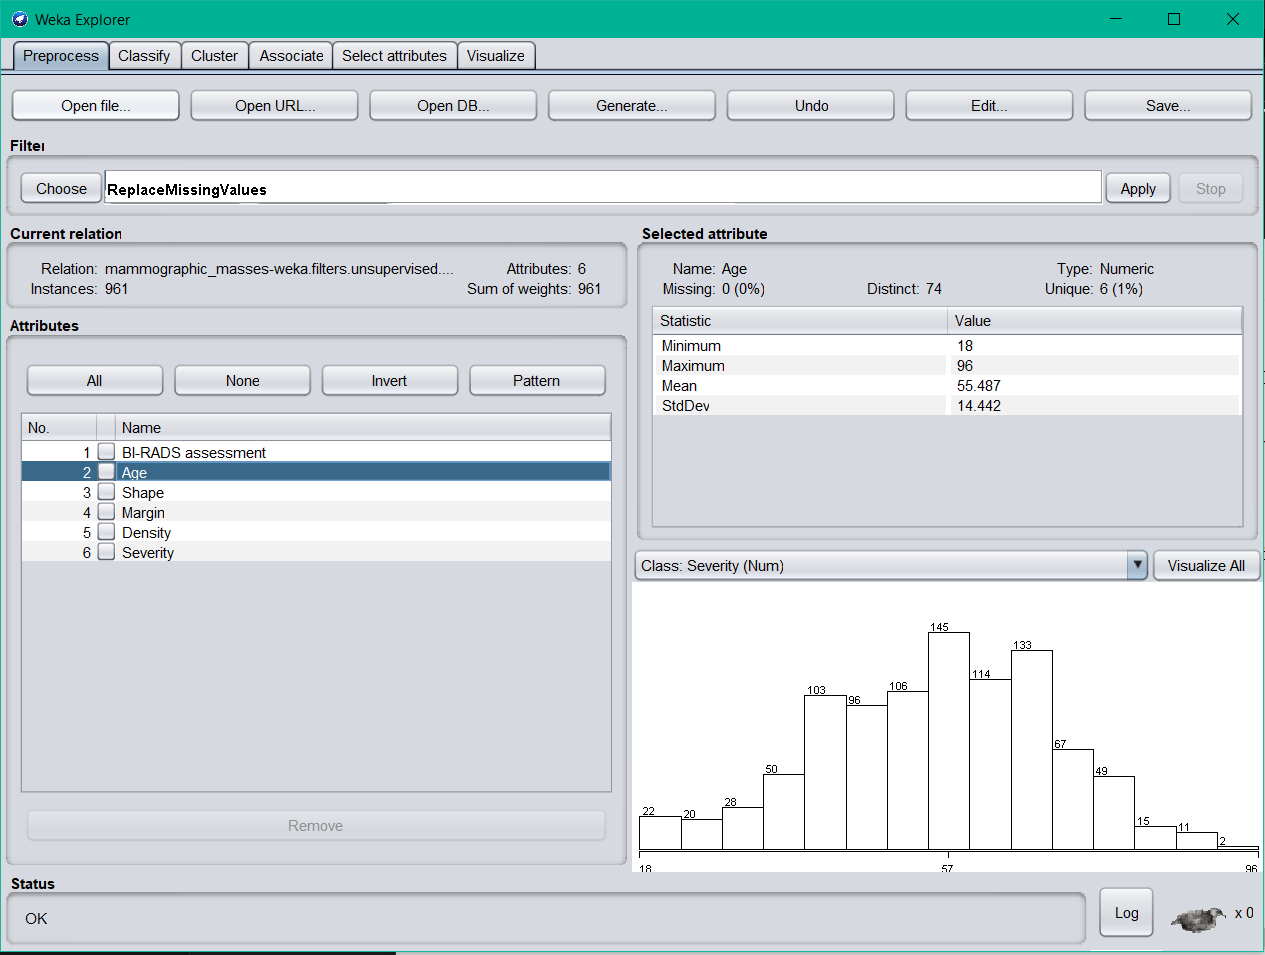 Weka Explorer
Preprocess Classify Cluster Associate Select attributes Visualize
Open file... Open URL... Open DB... Generate... Undo Edit... Save...
Filter
Choose ReplaceMissingValues Apply Stop
Current relation
Relation: mammographic_masses-weka.filters.unsupervised.... Attributes: 6
Instances: 961 Sum of weights: 961
Attributes
All None Invert Pattern
No. Name
1 BI-RADS assessment
2 Age
3 Shape
4 Margin
5 Density
6 Severity
Remove
Selected attribute
Name: Age Type: Numeric
Missing: 0 (0%) Distinct: 74 Unique: 6 (1%)
Statistic Value
Minimum 18
Maximum 96
Mean 55.487
StdDev 14.442
Class: Severity (Num) Visualize All
22 20 28 50 103 96 106 145 114 133 67 49 15 11 2
18 57 96
Status
OK
Log x 0